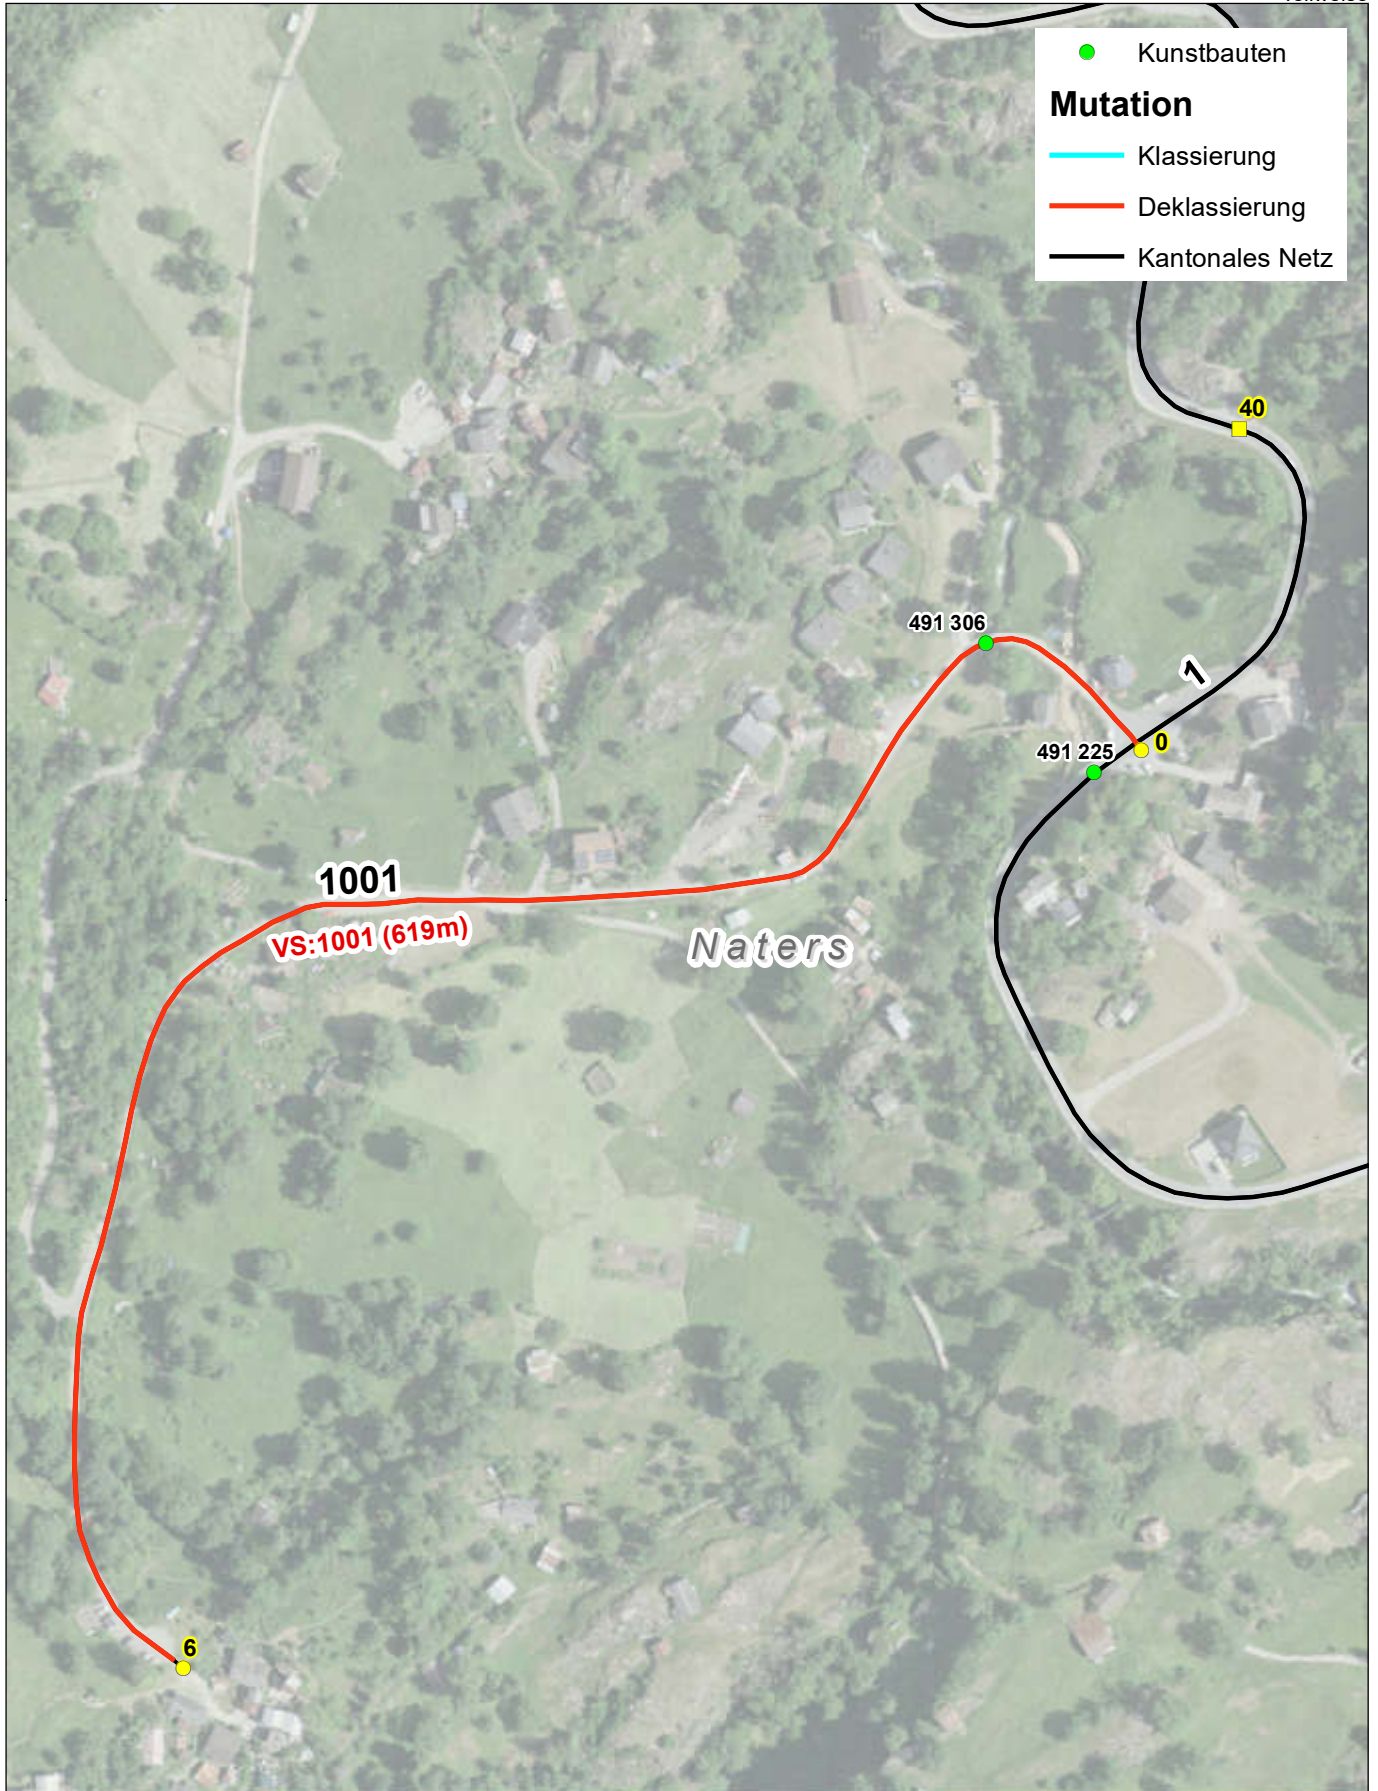 Kunstbauten
Mutation
Klassierung
Deklassierung
Kantonales Netz
40
491 306
1
0
491 225
1001
VS:1001 (619m)
Naters
6